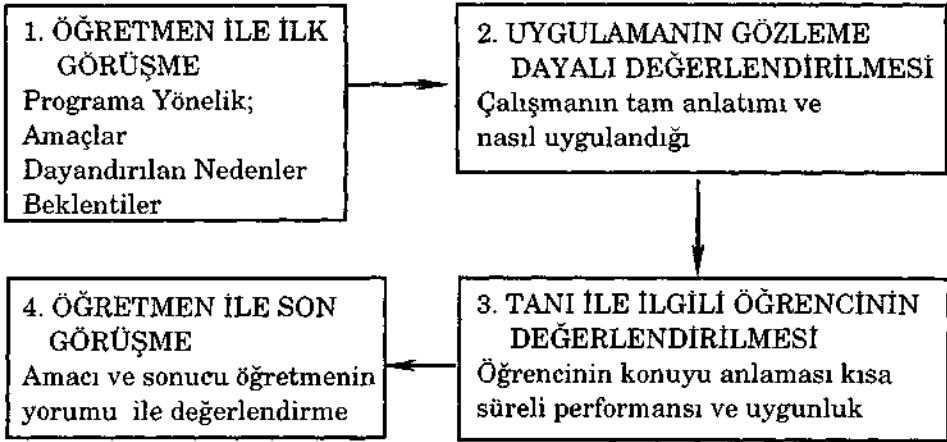 1. ÖĞRETMEN İLE İLK
GÖRÜŞME
Programa Yönelik;
Amaçlar
Dayandırılan Nedenler
Beklentiler
2. UYGULAMANIN GÖZLEME
DAYALI DEĞERLENDİRİLMESİ
Çalışmanın tam anlatımı ve
nasıl uygulandığı
3. TANI İLE İLGİLİ ÖĞRENCİNİN
DEĞERLENDİRİLMESİ
Öğrencinin konuyu anlaması kısa
süreli performansı ve uygunluk
4. ÖĞRETMEN İLE SON
GÖRÜŞME
Amacı ve sonucu öğretmenin
yorumu ile değerlendirme